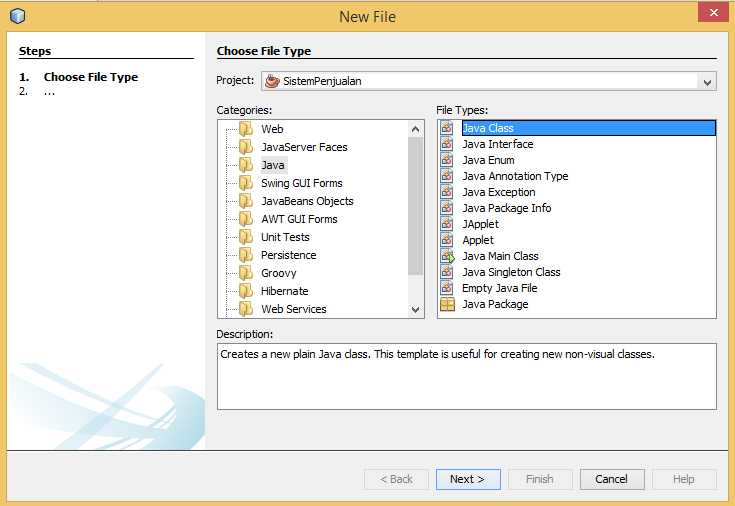 New File
Steps
1. Choose File Type
2. ...
Choose File Type
Project: SistemPenjualan
Categories:
Web
JavaServer Faces
Java
Swing GUI Forms
JavaBeans Objects
AWT GUI Forms
Unit Tests
Persistence
Groovy
Hibernate
Web Services
File Types:
Java Class
Java Interface
Java Enum
Java Annotation Type
Java Exception
Java Package Info
JApplet
Applet
Java Main Class
Java Singleton Class
Empty Java File
Java Package
Description:
Creates a new plain Java class. This template is useful for creating new non-visual classes.
< Back Next > Finish Cancel Help